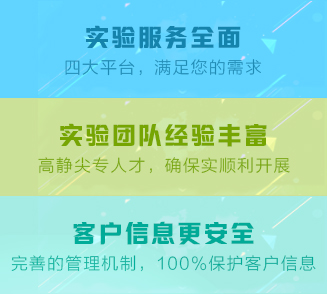 实验服务全面
四大平台，满足您的需求
实验团队经验丰富
高静尖专人才，确保实顺利开展
客户信息更安全
完善的管理机制，100%保护客户信息